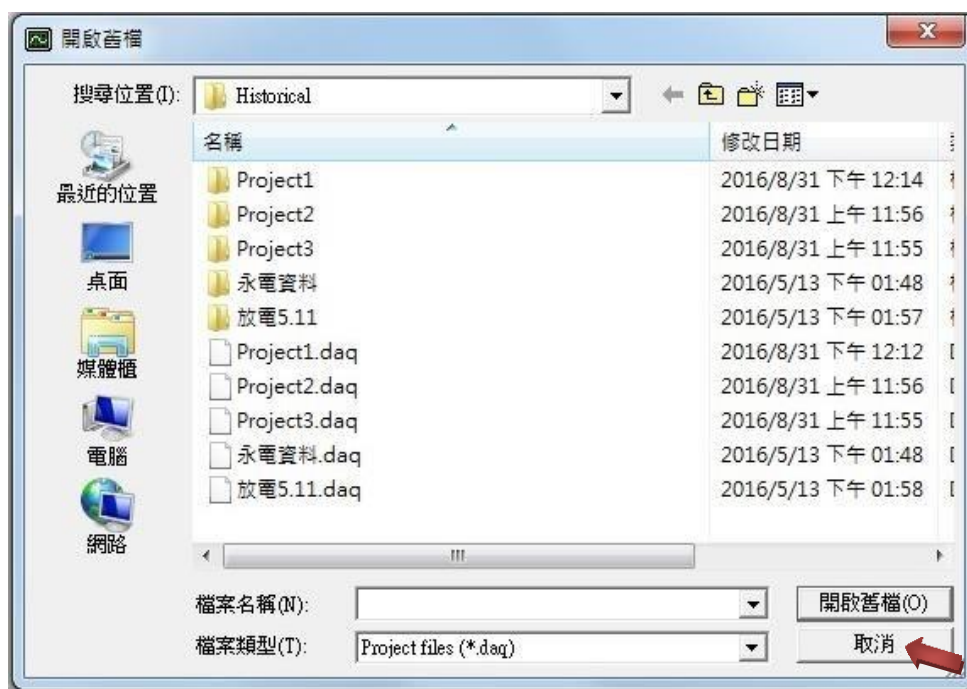 開啟舊檔
搜尋位置(I): Historical
名稱 修改日期
Project1 2016/8/31 下午 12:14
Project2 2016/8/31 上午 11:56
Project3 2016/8/31 上午 11:55
永電資料 2016/5/13 下午 01:48
放電5.11 2016/5/13 下午 01:57
Project1.daq 2016/8/31 下午 12:12
Project2.daq 2016/8/31 上午 11:56
Project3.daq 2016/8/31 上午 11:55
永電資料.daq 2016/5/13 下午 01:48
放電5.11.daq 2016/5/13 下午 01:58
最近的位置
桌面
媒體櫃
電腦
網路
檔案名稱(N): 開啟舊檔(O)
檔案類型(T): Project files (*.daq) 取消